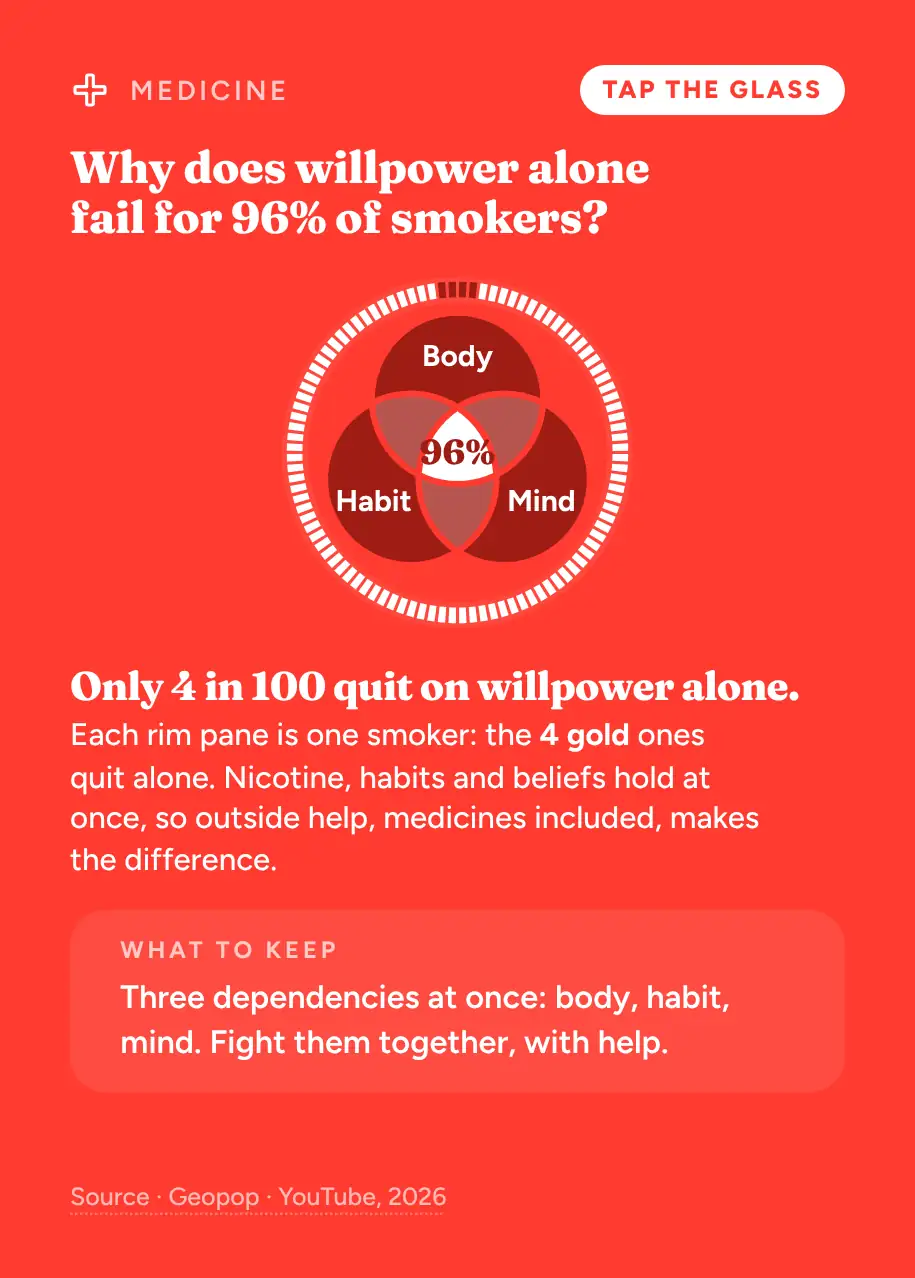 MEDICINE
TAP THE GLASS
Why does willpower alone
fail for 96% of smokers?
Body
96%
Habit
Mind
Only 4 in 100 quit on willpower alone.
Each rim pane is one smoker: the 4 gold ones
quit alone. Nicotine, habits and beliefs hold at
once, so outside help, medicines included, makes
the difference.
WHAT TO KEEP
Three dependencies at once: body, habit,
mind. Fight them together, with help.
Source · Geopop · YouTube, 2026